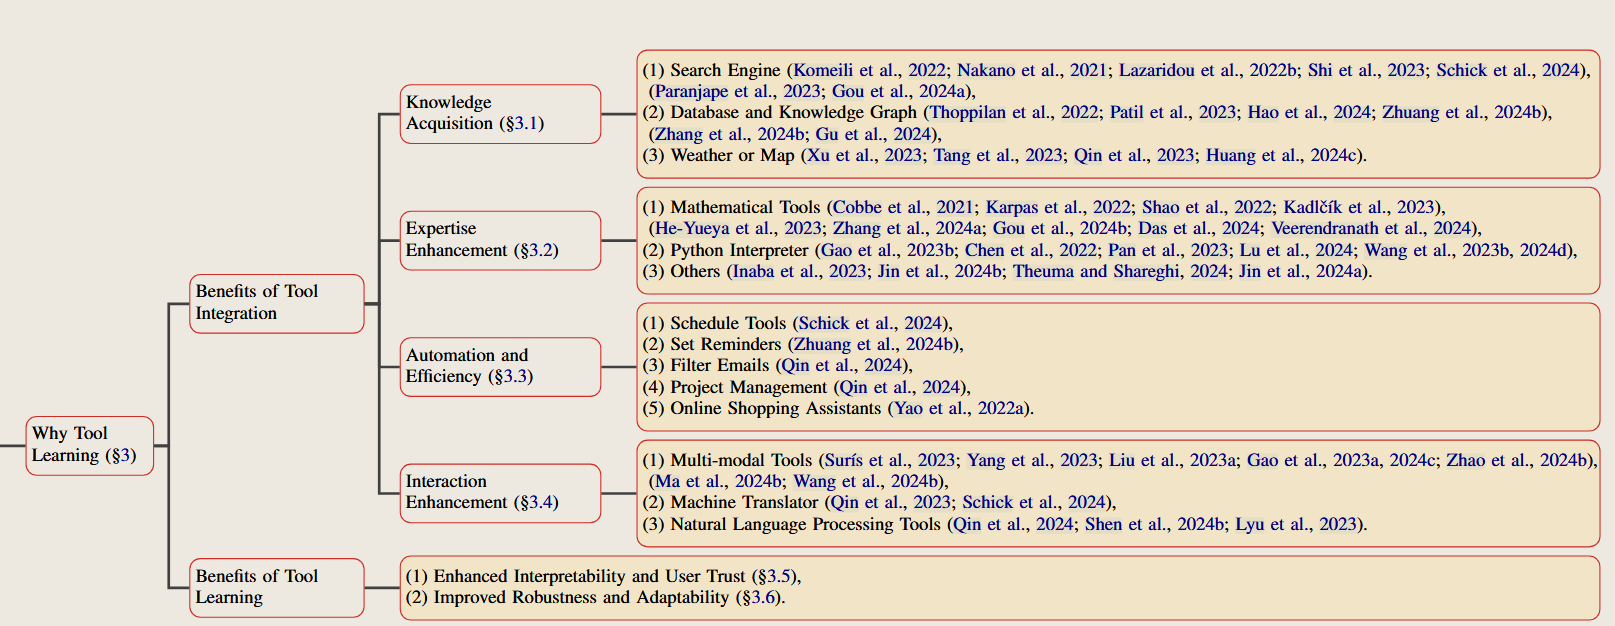 Why Tool
Learning (§3)
Benefits of Tool
Integration
Knowledge
Acquisition (§3.1)
(1) Search Engine (Komeili et al., 2022; Nakano et al., 2021; Lazaridou et al., 2022b; Shi et al., 2023; Schick et al., 2024),
(Paranjape et al., 2023; Gou et al., 2024a),
(2) Database and Knowledge Graph (Thoppilan et al., 2022; Patil et al., 2023; Hao et al., 2024; Zhuang et al., 2024b),
(Zhang et al., 2024b; Gu et al., 2024),
(3) Weather or Map (Xu et al., 2023; Tang et al., 2023; Qin et al., 2023; Huang et al., 2024c).
Expertise
Enhancement (§3.2)
(1) Mathematical Tools (Cobbe et al., 2021; Karpas et al., 2022; Shao et al., 2022; Kadlčík et al., 2023),
(He-Yueya et al., 2023; Zhang et al., 2024a; Gou et al., 2024b; Das et al., 2024; Veerendranath et al., 2024),
(2) Python Interpreter (Gao et al., 2023b; Chen et al., 2022; Pan et al., 2023; Lu et al., 2024; Wang et al., 2023b, 2024d),
(3) Others (Inaba et al., 2023; Jin et al., 2024b; Theuma and Shareghi, 2024; Jin et al., 2024a).
Automation and
Efficiency (§3.3)
(1) Schedule Tools (Schick et al., 2024),
(2) Set Reminders (Zhuang et al., 2024b),
(3) Filter Emails (Qin et al., 2024),
(4) Project Management (Qin et al., 2024),
(5) Online Shopping Assistants (Yao et al., 2022a).
Interaction
Enhancement (§3.4)
(1) Multi-modal Tools (Surís et al., 2023; Yang et al., 2023; Liu et al., 2023a; Gao et al., 2023a, 2024c; Zhao et al., 2024b),
(Ma et al., 2024b; Wang et al., 2024b),
(2) Machine Translator (Qin et al., 2023; Schick et al., 2024),
(3) Natural Language Processing Tools (Qin et al., 2024; Shen et al., 2024b; Lyu et al., 2023).
Benefits of Tool
Learning
(1) Enhanced Interpretability and User Trust (§3.5),
(2) Improved Robustness and Adaptability (§3.6).